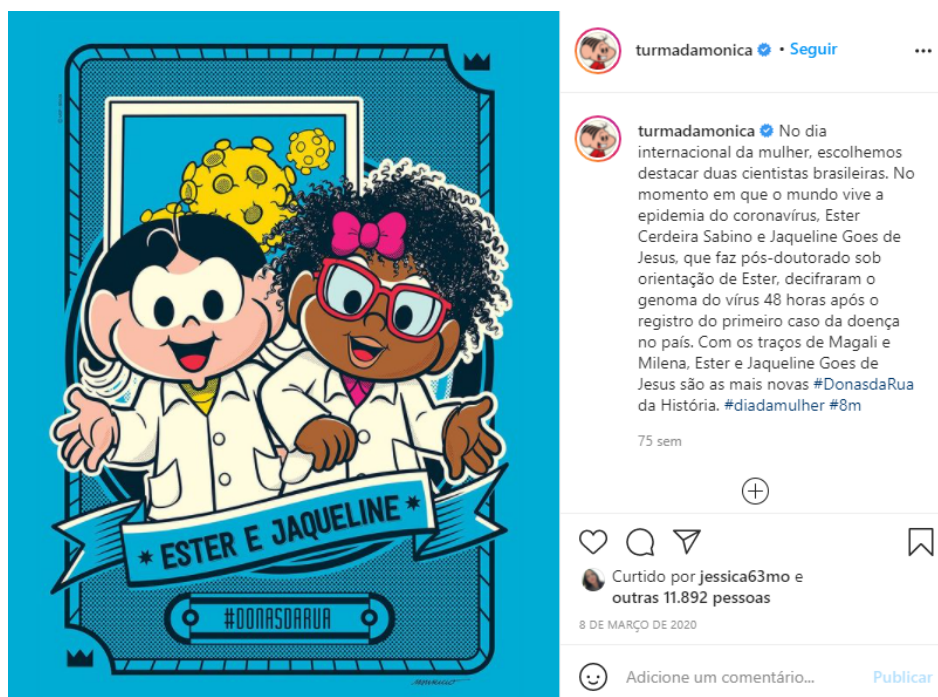 ESTER E JAQUELINE
#DONASDARUA
turmadamonica • Seguir
turmadamonica No dia
internacional da mulher, escolhemos
destacar duas cientistas brasileiras. No
momento em que o mundo vive a
epidemia do coronavírus, Ester
Cerdeira Sabino e Jaqueline Goes de
Jesus, que faz pós-doutorado sob
orientação de Ester, decifraram o
genoma do vírus 48 horas após o
registro do primeiro caso da doença
no país. Com os traços de Magali e
Milena, Ester e Jaqueline Goes de
Jesus são as mais novas #DonasdaRua
da História. #diadamulher #8m
75 sem
Curtido por jessica63mo e
outras 11.892 pessoas
8 DE MARÇO DE 2020
Adicione um comentário... Publicar